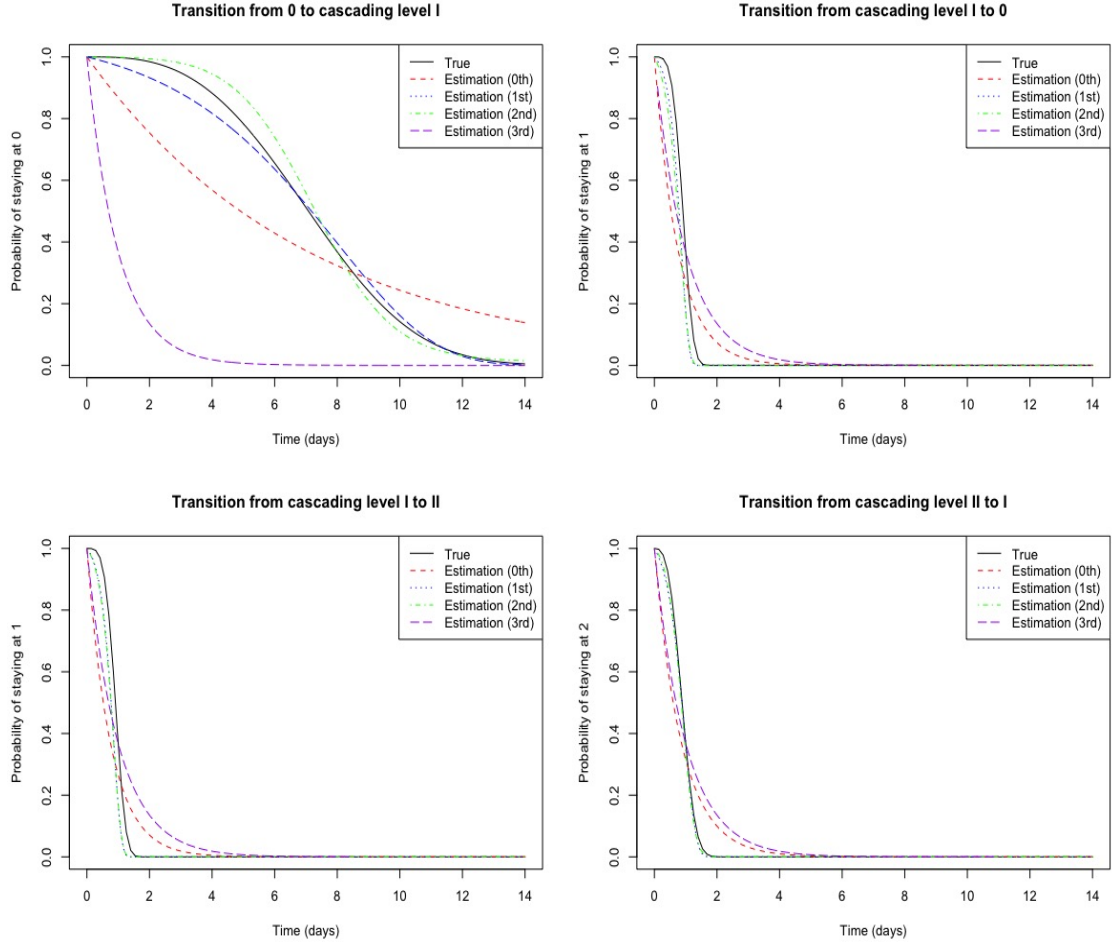 Transition from 0 to cascading level I
Probability of staying at 0
1.0
0.8
0.6
0.4
0.2
0.0
True
Estimation (0th)
Estimation (1st)
Estimation (2nd)
Estimation (3rd)
0 2 4 6 8 10 12 14
Time (days)
Transition from cascading level I to 0
Probability of staying at 1
1.0
0.8
0.6
0.4
0.2
0.0
True
Estimation (0th)
Estimation (1st)
Estimation (2nd)
Estimation (3rd)
0 2 4 6 8 10 12 14
Time (days)
Transition from cascading level I to II
Probability of staying at 1
1.0
0.8
0.6
0.4
0.2
0.0
True
Estimation (0th)
Estimation (1st)
Estimation (2nd)
Estimation (3rd)
0 2 4 6 8 10 12 14
Time (days)
Transition from cascading level II to I
Probability of staying at 2
1.0
0.8
0.6
0.4
0.2
0.0
True
Estimation (0th)
Estimation (1st)
Estimation (2nd)
Estimation (3rd)
0 2 4 6 8 10 12 14
Time (days)